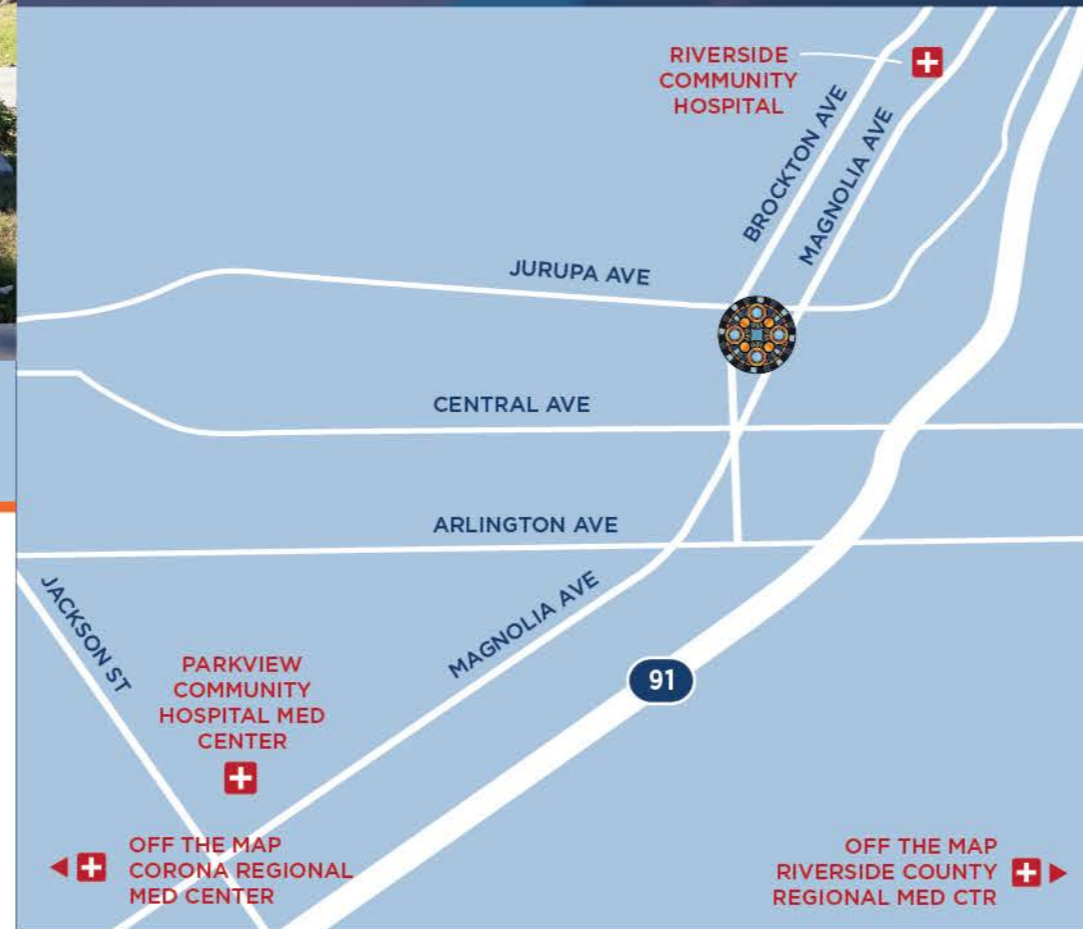 RIVERSIDE
COMMUNITY
HOSPITAL
BROCKTON AVE
MAGNOLIA AVE
JURUPA AVE
CENTRAL AVE
ARLINGTON AVE
JACKSON ST
MAGNOLIA AVE
PARKVIEW
COMMUNITY
HOSPITAL MED
CENTER
91
OFF THE MAP
CORONA REGIONAL
MED CENTER
OFF THE MAP
RIVERSIDE COUNTY
REGIONAL MED CTR